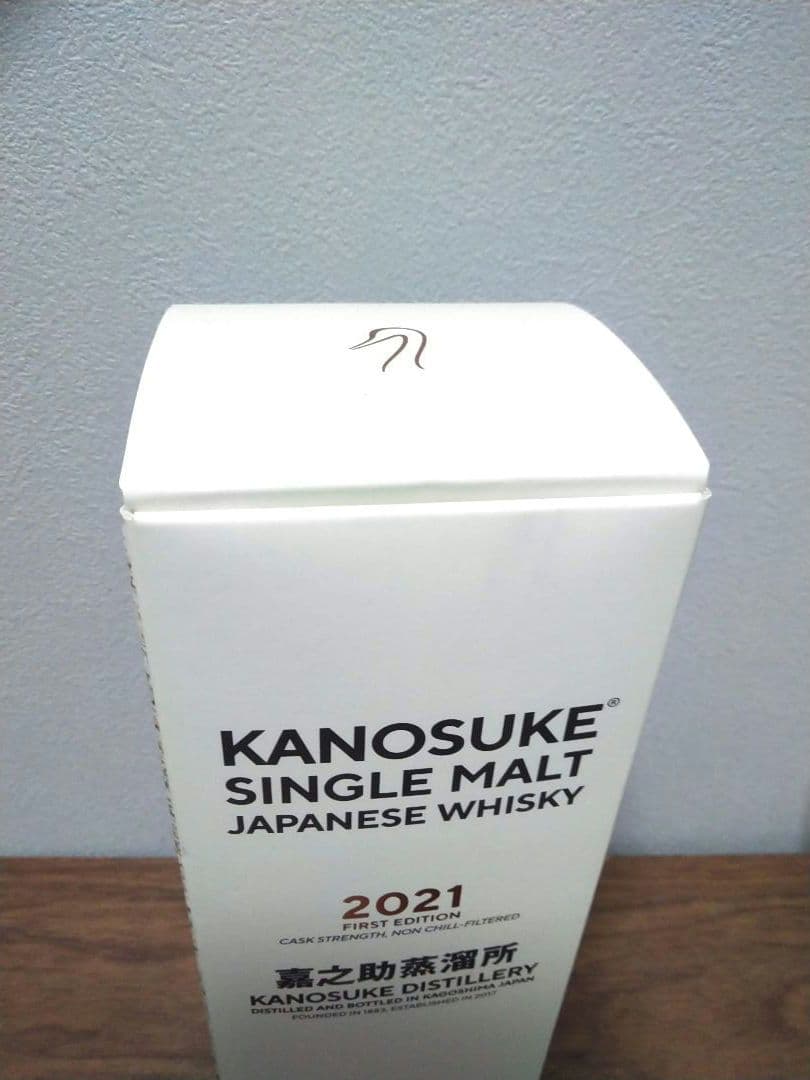 KANOSUKE®
SINGLE MALT
JAPANESE WHISKY
2021
FIRST EDITION
CASK STRENGTH, NON CHILL-FILTERED
嘉之助蒸溜所
KANOSUKE DISTILLERY
DISTILLED AND BOTTLED IN KAGOSHIMA JAPAN
FOUNDED IN 1883, ESTABLISHED IN 2017